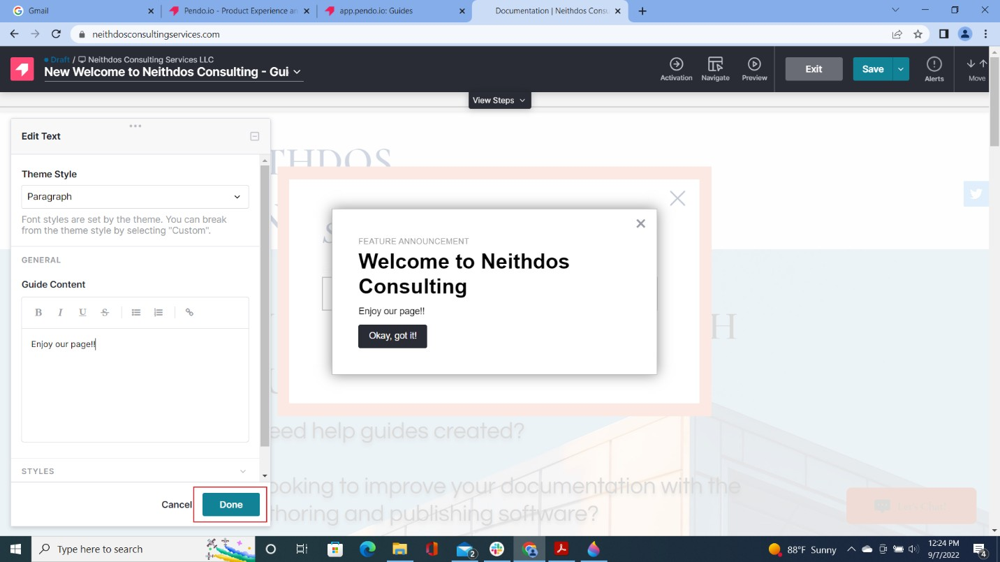 Gmail
Pendo.io - Product Experience an
app.pendo.io: Guides
Documentation | Neithdos Consu
neithdosconsultingservices.com
Draft / Neithdos Consulting Services LLC
New Welcome to Neithdos Consulting - Gui
Activation
Navigate
Preview
Exit
Save
Alerts
Move
View Steps
Edit Text
Theme Style
Paragraph
Font styles are set by the theme. You can break
from the theme style by selecting "Custom".
GENERAL
Guide Content
B I U S
Enjoy our page!!
STYLES
Cancel
Done
THDOS
FEATURE ANNOUNCEMENT
Welcome to Neithdos
Consulting
Enjoy our page!!
Okay, got it!
H
eed help guides created?
ooking to improve your documentation with the
thoring and publishing software?
Type here to search
2
88°F Sunny
12:24 PM
9/7/2022
4